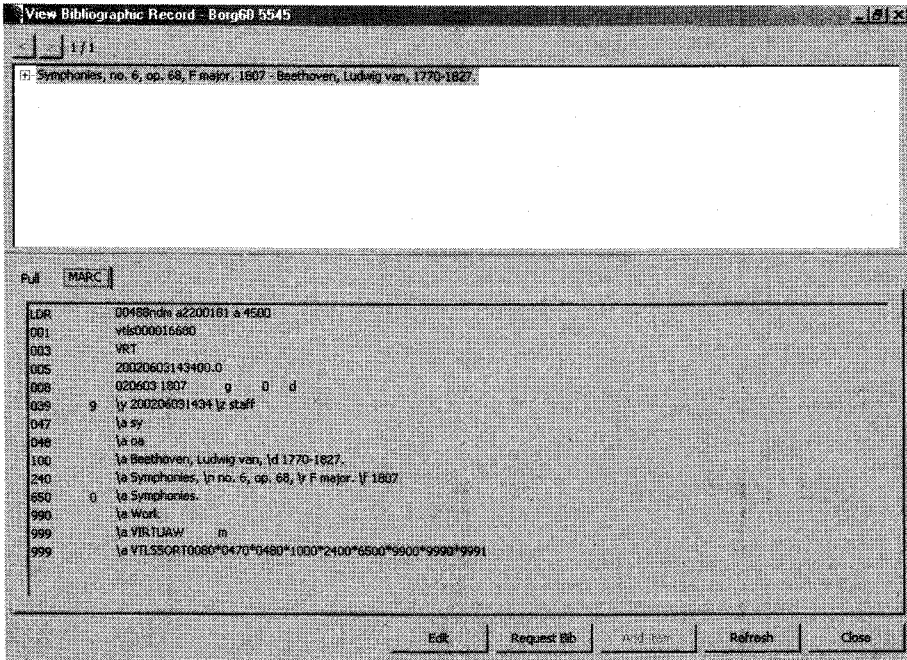 View Bibliographic Record - Borg60 5545
< > 1/1
Symphonies, no. 6, op. 68, F major. 1807 - Beethoven, Ludwig van, 1770-1827.
Full MARC
LDR 00488ndm a2200181 a 4500
001 vtls000016680
003 VRT
005 20020603143400.0
008 020603 1807 g 0 d
039 9 \y 200206031434 \z staff
047 \a sy
048 \a oa
100 \a Beethoven, Ludwig van, \d 1770-1827.
240 \a Symphonies, \n no. 6, op. 68, \r F major. \f 1807
650 0 \a Symphonies.
990 \a Work.
999 \a VIRTUAW m
999 \a VTLSSORT0080*0470*0480*1000*2400*6500*9900*9990*9991
Edit Request Bib Add Item Refresh Close